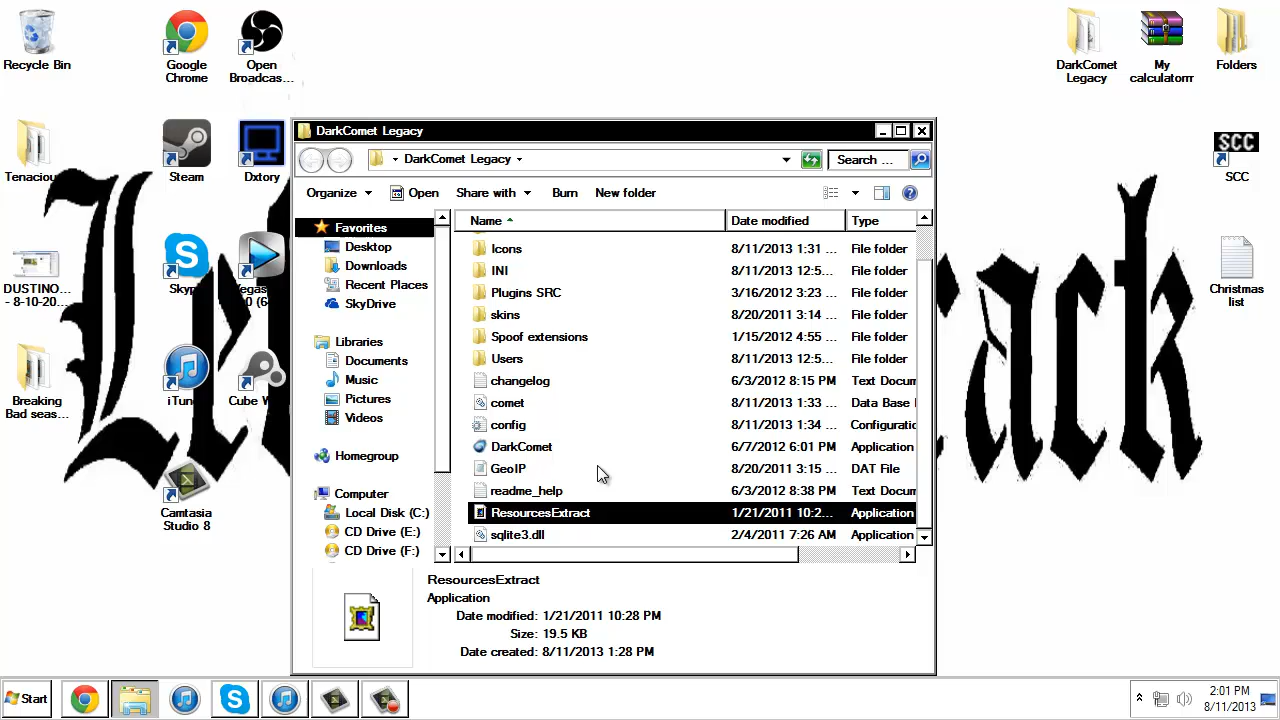 Recycle Bin
Google
Chrome
Open
Broadcas...
DarkComet
Legacy
My
calculatorrr
Folders
Tenaciou
Steam
Dxtory
SCC
SCC
DUSTINO...
- 8-10-20...
Skyp
Vegas
0 (64
Christmas
list
Breaking
Bad seas...
iTun
Cube W
Camtasia
Studio 8
DarkComet Legacy
DarkComet Legacy
Search ...
Organize
Open
Share with
Burn
New folder
Name
Date modified
Type
Favorites
Desktop
Downloads
Recent Places
SkyDrive
Libraries
Documents
Music
Pictures
Videos
Homegroup
Computer
Local Disk (C:)
CD Drive (E:)
CD Drive (F:)
Icons 8/11/2013 1:31 ... File folder
INI 8/11/2013 12:5... File folder
Plugins SRC 3/16/2012 3:23 ... File folder
skins 8/20/2011 3:14 ... File folder
Spoof extensions 1/15/2012 4:55 ... File folder
Users 8/11/2013 12:5... File folder
changelog 6/3/2012 8:15 PM Text Docum
comet 8/11/2013 1:33 ... Data Base F
config 8/11/2013 1:34 ... Configuratio
DarkComet 6/7/2012 6:01 PM Application
GeoIP 8/20/2011 3:15 ... DAT File
readme_help 6/3/2012 8:38 PM Text Docum
ResourcesExtract 1/21/2011 10:2... Application
sqlite3.dll 2/4/2011 7:26 AM Application
ResourcesExtract
Application
Date modified: 1/21/2011 10:28 PM
Size: 19.5 KB
Date created: 8/11/2013 1:28 PM
Start
2:01 PM
8/11/2013